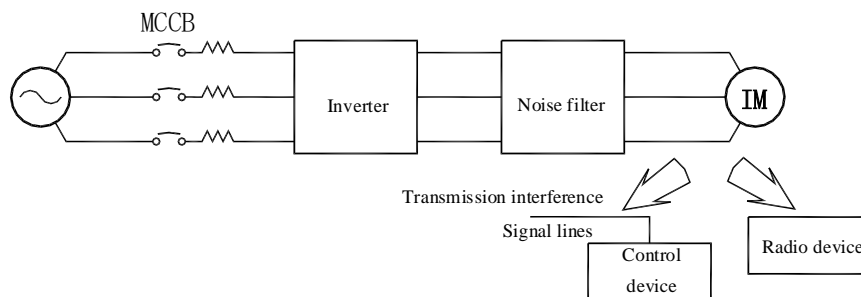 MCCB
Inverter
Noise filter
IM
Transmission interference
Signal lines
Control
device
Radio device